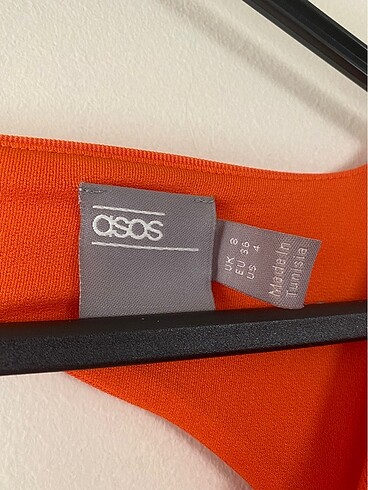 asos
UK 8
EU 36
US 4
Made In
Tunisia